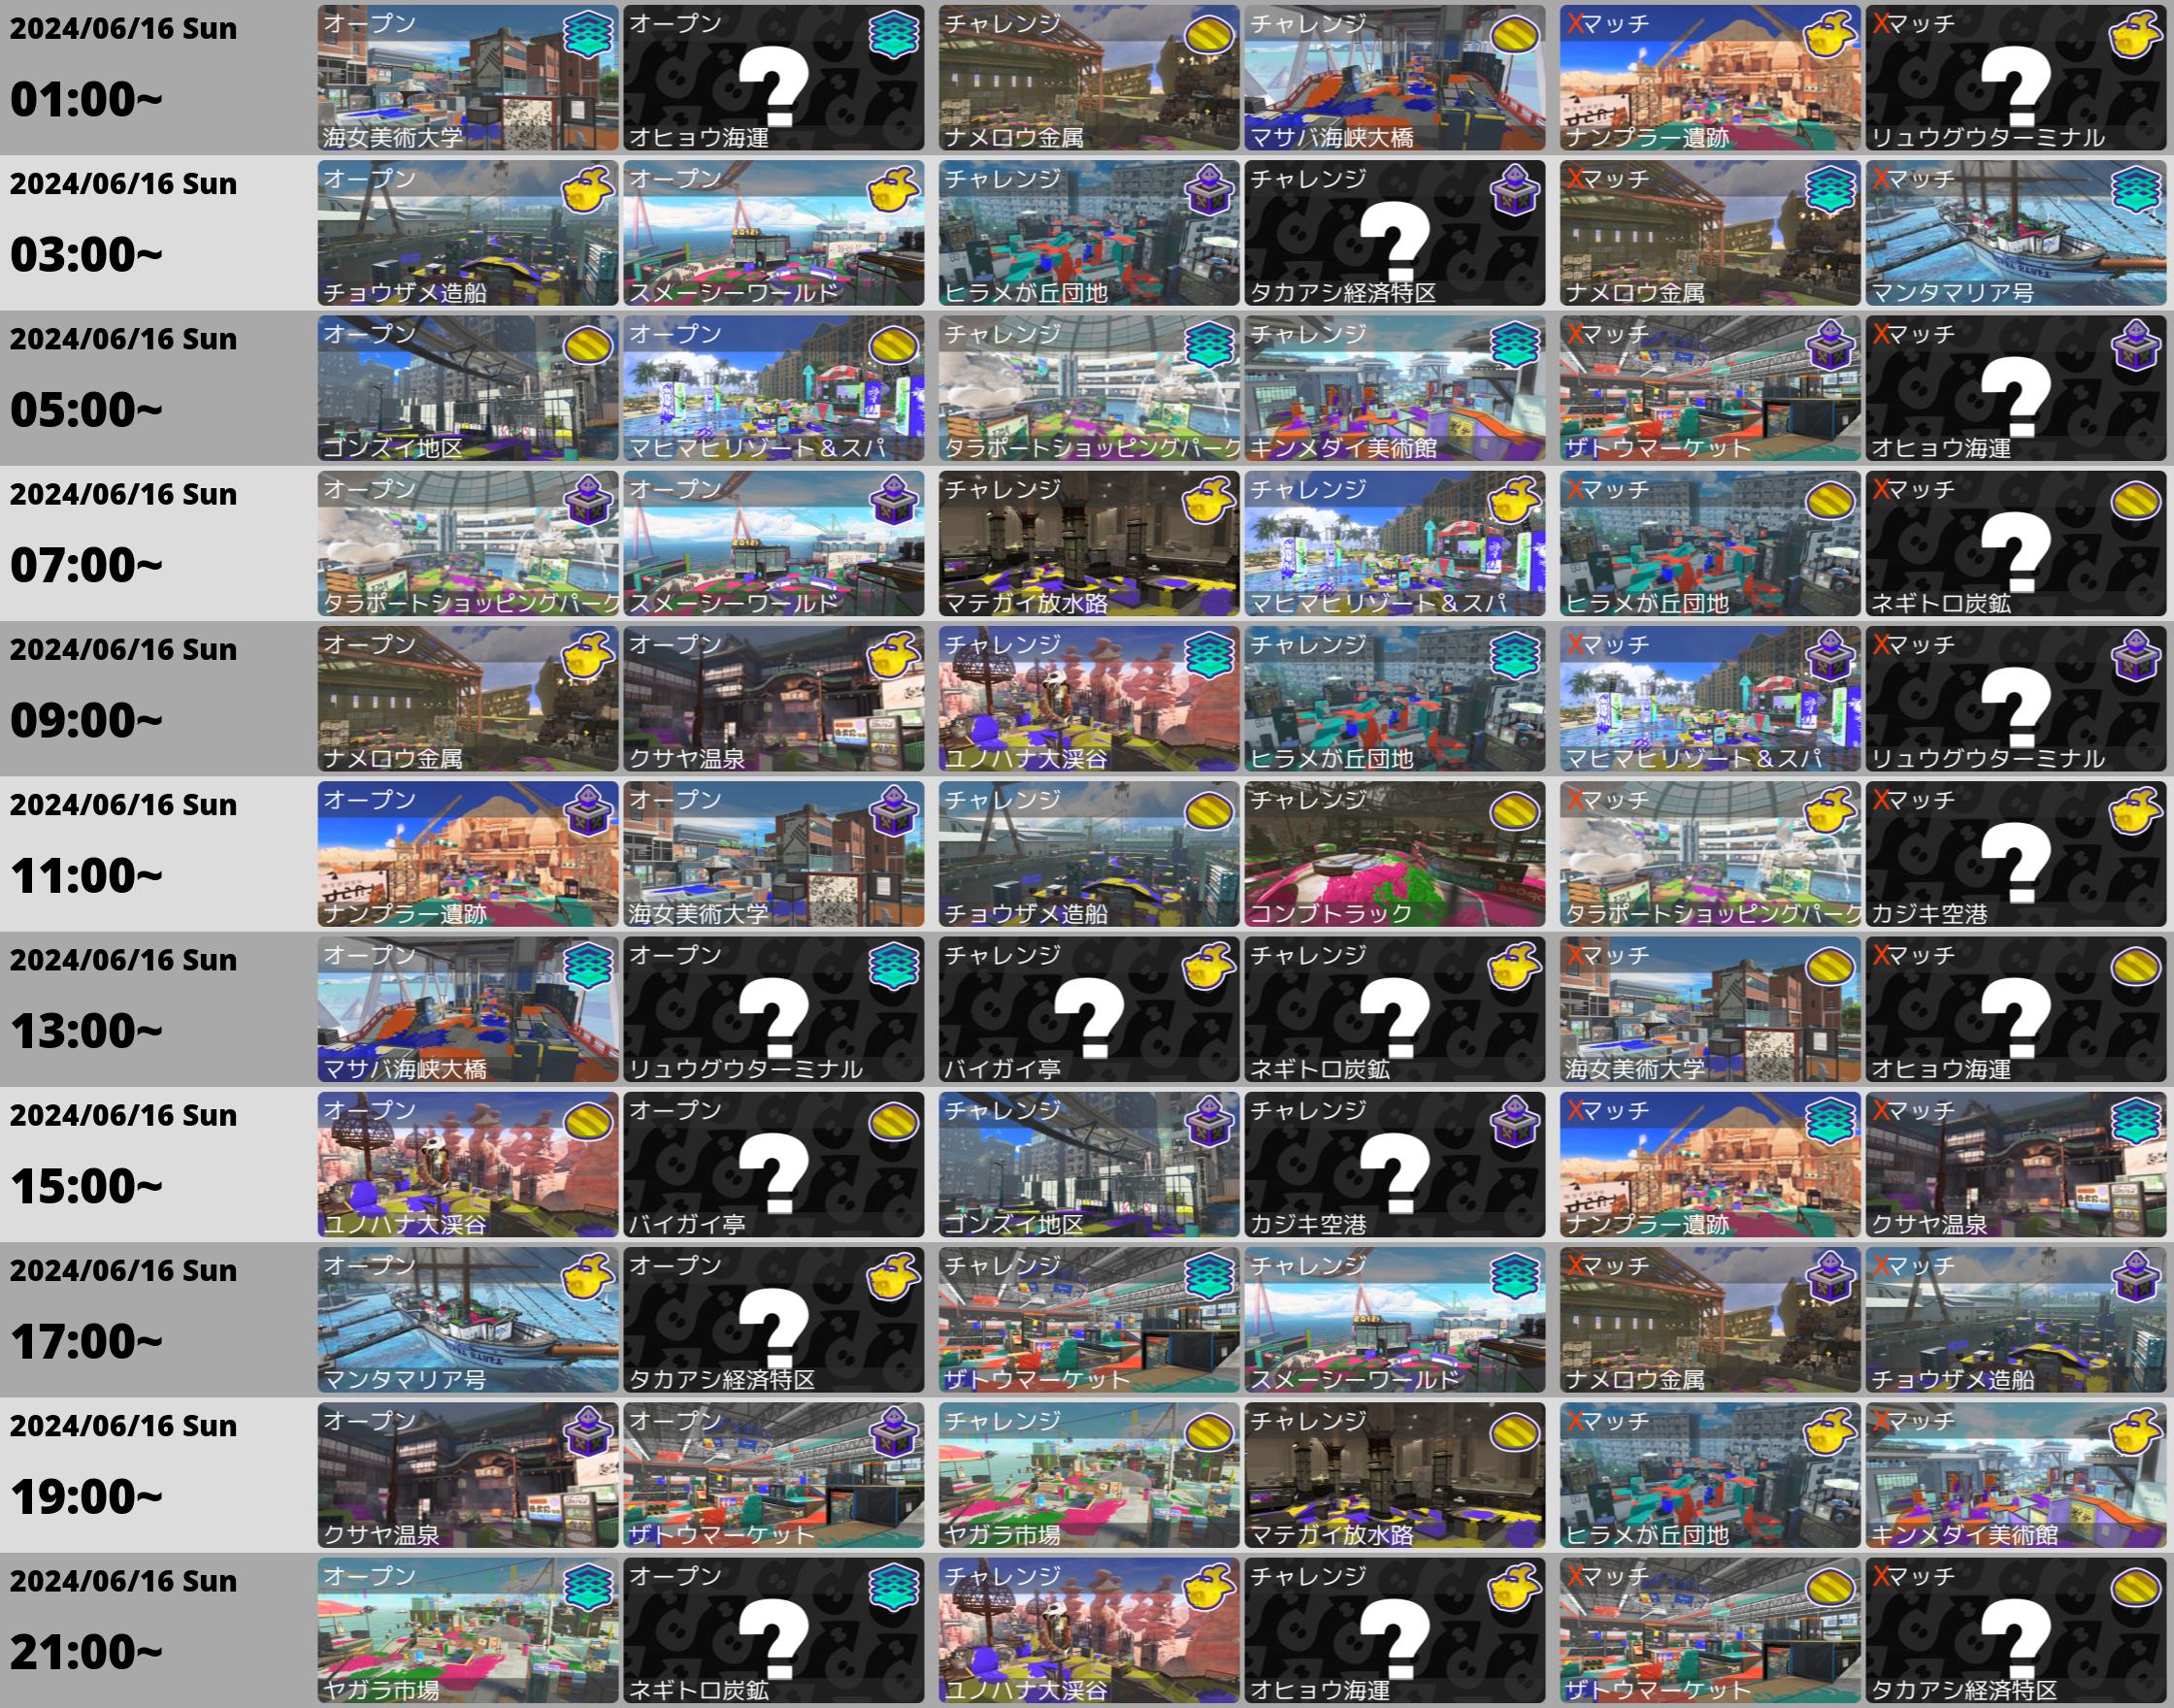 2024/06/16 Sun
01:00~
オープン
海女美術大学
オープン
オヒョウ海運
チャレンジ
ナメロウ金属
チャレンジ
マサバ海峡大橋
Xマッチ
ナンプラー遺跡
Xマッチ
リュウグウターミナル
2024/06/16 Sun
03:00~
オープン
チョウザメ造船
オープン
スメーシーワールド
チャレンジ
ヒラメが丘団地
チャレンジ
タカアシ経済特区
Xマッチ
ナメロウ金属
Xマッチ
マンタマリア号
2024/06/16 Sun
05:00~
オープン
ゴンズイ地区
オープン
マヒマヒリゾート＆スパ
チャレンジ
タラポートショッピングパーク
チャレンジ
キンメダイ美術館
Xマッチ
ザトウマーケット
Xマッチ
オヒョウ海運
2024/06/16 Sun
07:00~
オープン
タラポートショッピングパーク
オープン
スメーシーワールド
チャレンジ
マテガイ放水路
チャレンジ
マヒマヒリゾート＆スパ
Xマッチ
ヒラメが丘団地
Xマッチ
ネギトロ炭鉱
2024/06/16 Sun
09:00~
オープン
ナメロウ金属
オープン
クサヤ温泉
チャレンジ
ユノハナ大渓谷
チャレンジ
ヒラメが丘団地
Xマッチ
マヒマヒリゾート＆スパ
Xマッチ
リュウグウターミナル
2024/06/16 Sun
11:00~
オープン
ナンプラー遺跡
オープン
海女美術大学
チャレンジ
チョウザメ造船
チャレンジ
コンブトラック
Xマッチ
タラポートショッピングパーク
Xマッチ
カジキ空港
2024/06/16 Sun
13:00~
オープン
マサバ海峡大橋
オープン
リュウグウターミナル
チャレンジ
バイガイ亭
チャレンジ
ネギトロ炭鉱
Xマッチ
海女美術大学
Xマッチ
オヒョウ海運
2024/06/16 Sun
15:00~
オープン
ユノハナ大渓谷
オープン
バイガイ亭
チャレンジ
ゴンズイ地区
チャレンジ
カジキ空港
Xマッチ
ナンプラー遺跡
Xマッチ
クサヤ温泉
2024/06/16 Sun
17:00~
オープン
マンタマリア号
オープン
タカアシ経済特区
チャレンジ
ザトウマーケット
チャレンジ
スメーシーワールド
Xマッチ
ナメロウ金属
Xマッチ
チョウザメ造船
2024/06/16 Sun
19:00~
オープン
クサヤ温泉
オープン
ザトウマーケット
チャレンジ
ヤガラ市場
チャレンジ
マテガイ放水路
Xマッチ
ヒラメが丘団地
Xマッチ
キンメダイ美術館
2024/06/16 Sun
21:00~
オープン
ヤガラ市場
オープン
ネギトロ炭鉱
チャレンジ
ユノハナ大渓谷
チャレンジ
オヒョウ海運
Xマッチ
ザトウマーケット
Xマッチ
タカアシ経済特区